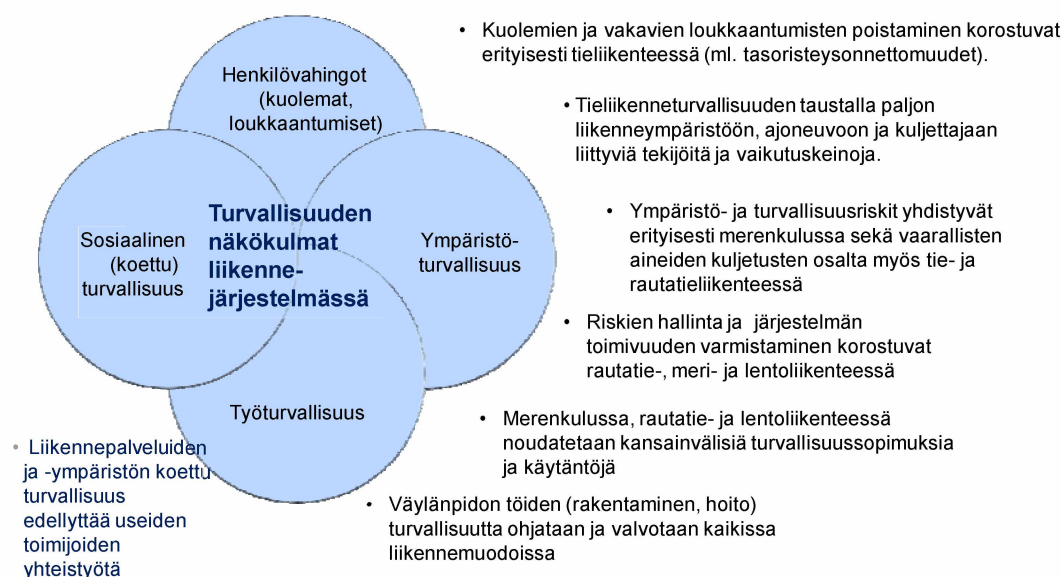 Henkilövahingot
(kuolemat,
loukkaantumiset)
Sosiaalinen
(koettu)
turvallisuus
Turvallisuuden
näkökulmat
liikenne-
järjestelmässä
Ympäristö-
turvallisuus
Työturvallisuus
• Kuolemien ja vakavien loukkaantumisten poistaminen korostuvat
erityisesti tieliikenteessä (ml. tasoristeysonnettomuudet).
• Tieliikenneturvallisuuden taustalla paljon
liikenneympäristöön, ajoneuvoon ja kuljettajaan
liittyviä tekijöitä ja vaikutuskeinoja.
• Ympäristö- ja turvallisuusriskit yhdistyvät
erityisesti merenkulussa sekä vaarallisten
aineiden kuljetusten osalta myös tie- ja
rautatieliikenteessä
• Riskien hallinta ja järjestelmän
toimivuuden varmistaminen korostuvat
rautatie-, meri- ja lentoliikenteessä
• Merenkulussa, rautatie- ja lentoliikenteessä
noudatetaan kansainvälisiä turvallisuussopimuksia
ja käytäntöjä
• Väylänpidon töiden (rakentaminen, hoito)
turvallisuutta ohjataan ja valvotaan kaikissa
liikennemuodoissa
• Liikennepalveluiden
ja -ympäristön koettu
turvallisuus
edellyttää useiden
toimijoiden
yhteistyötä